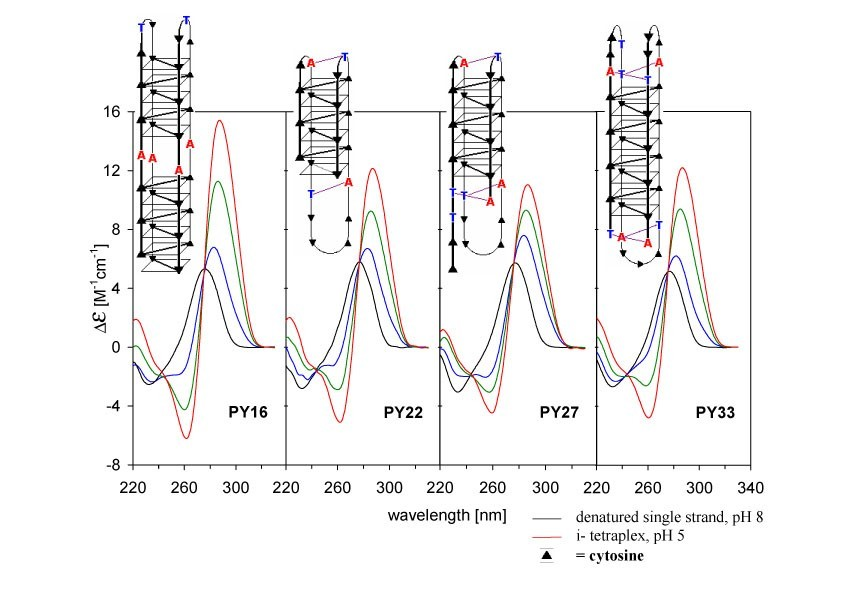 T T
A A A A
A T
T A
A T
A
T T A
T
T
A T T A
T A A T
16
12
8
4
0
-4
-8
Δε [M⁻¹cm⁻¹]
PY16 PY22 PY27 PY33
220 260 300 220 260 300 220 260 300 220 260 300 340
wavelength [nm]
denatured single strand, pH 8
i- tetraplex, pH 5
= cytosine